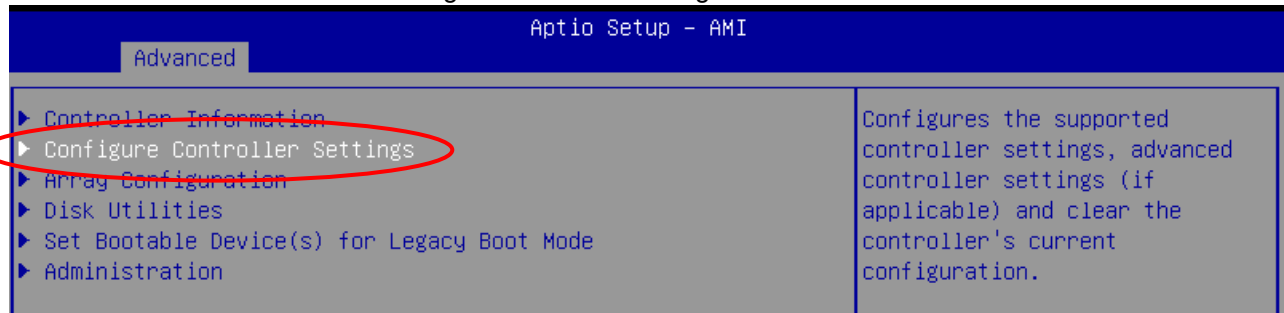 Aptio Setup – AMI
Advanced
▶ Controller Information
▶ Configure Controller Settings
▶ Array Configuration
▶ Disk Utilities
▶ Set Bootable Device(s) for Legacy Boot Mode
▶ Administration
Configures the supported
controller settings, advanced
controller settings (if
applicable) and clear the
controller's current
configuration.